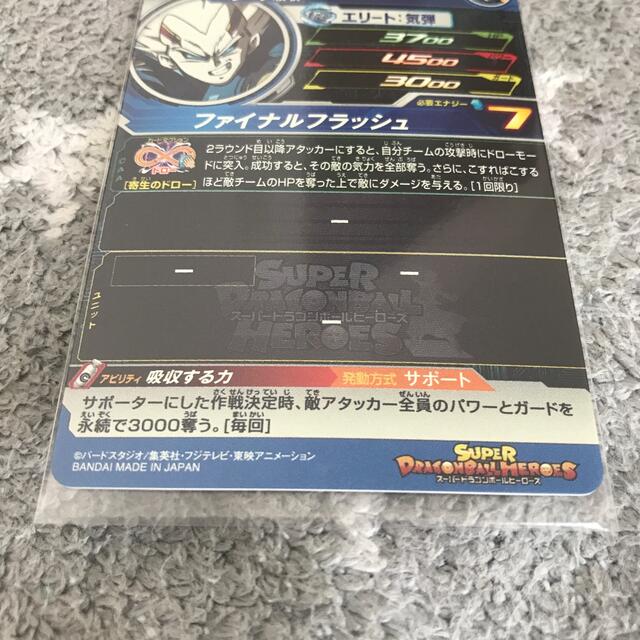 エリート：気弾
3700
4500
3000
必要エナジー 7
ファイナルフラッシュ
ドロー
[寄生のドロー]
2ラウンド目以降アタッカーにすると、自分チームの攻撃時にドローモー
ドに突入。成功すると、その敵の気力を全部奪う。さらに、こすればこする
ほど敵チームのHPを奪った上で敵にダメージを与える。[1回限り]
ー
ー ー
ー
ユニット
SUPER
DRAGONBALL
スーパードラゴンボールヒーローズ
HEROES
アビリティ 吸収する力 発動方式 サポート
サポーターにした作戦決定時、敵アタッカー全員のパワーとガードを
永続で3000奪う。[毎回]
©バードスタジオ/集英社・フジテレビ・東映アニメーション
BANDAI MADE IN JAPAN
SUPER
DRAGONBALL HEROES
スーパードラゴンボールヒーローズ